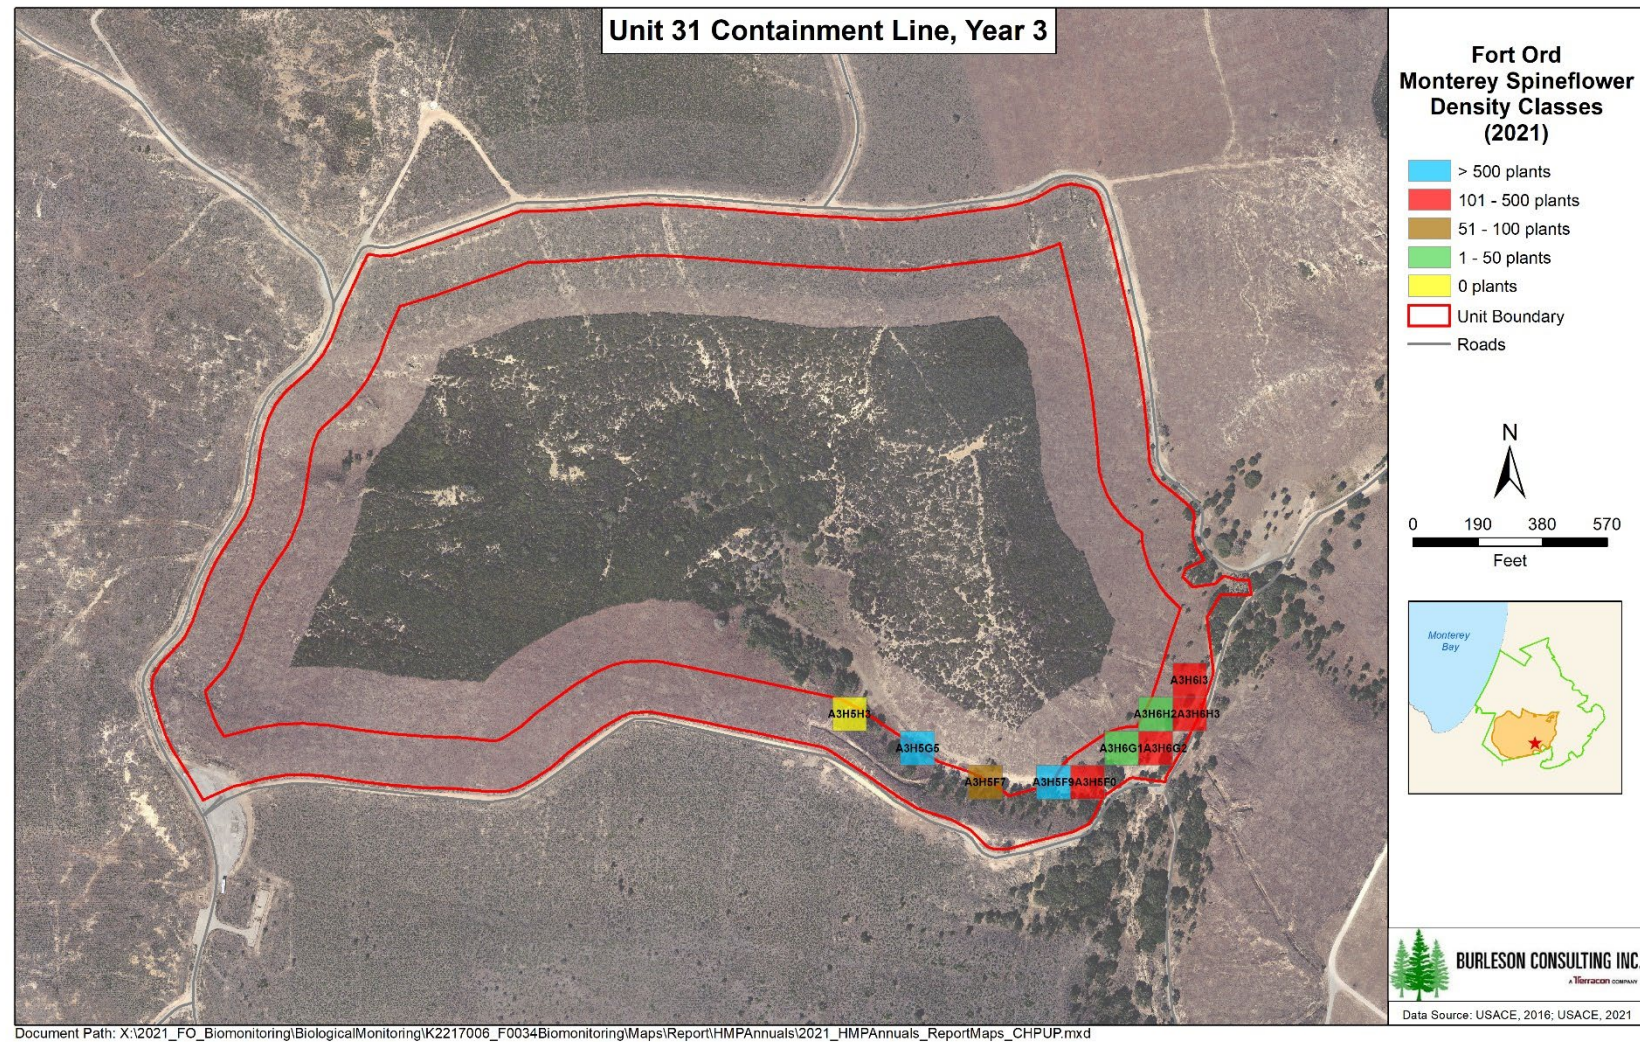 Unit 31 Containment Line, Year 3
Fort Ord
Monterey Spineflower
Density Classes
(2021)
> 500 plants
101 - 500 plants
51 - 100 plants
1 - 50 plants
0 plants
Unit Boundary
Roads
N
0 190 380 570
Feet
Monterey
Bay
A3H6I3
A3H5H3
A3H6H2 A3H6H3
A3H5G5
A3H6G1 A3H6G2
A3H5F7
A3H5F9 A3H5F0
BURLESON CONSULTING INC.
A Terracon COMPANY
Data Source: USACE, 2016; USACE, 2021
Document Path: X:\2021_FO_Biomonitoring\BiologicalMonitoring\K2217006_F0034Biomonitoring\Maps\Report\HMPAnnuals\2021_HMPAnnuals_ReportMaps_CHPUP.mxd